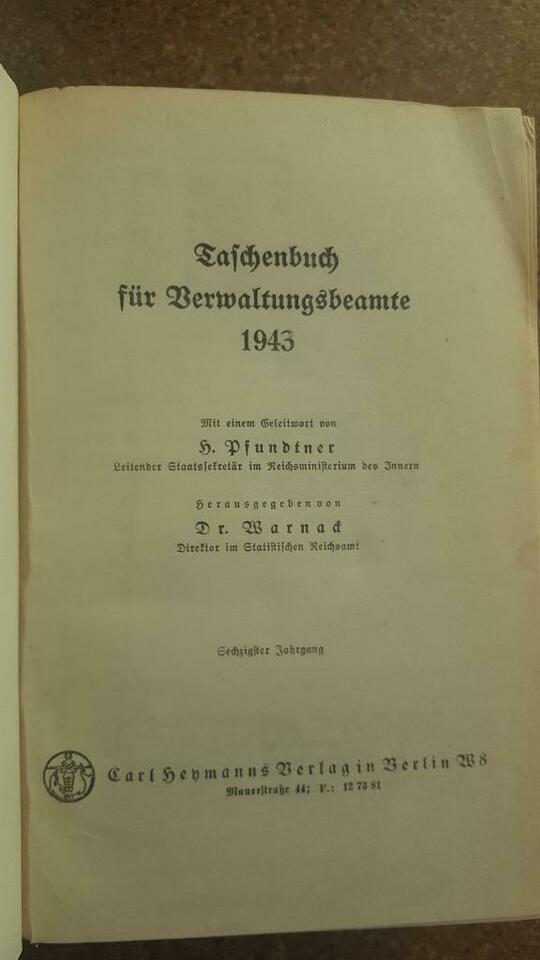 Taschenbuch
für Verwaltungsbeamte
1943
Mit einem Geleitwort von
H. Pfundtner
Leitender Staatssekretär im Reichsministerium des Innern
Herausgegeben von
Dr. Warnack
Direktor im Statistischen Reichsamt
Sechzigster Jahrgang
Carl Heymanns Verlag in Berlin W 8
Mauerstraße 44; F.: 12 73 81